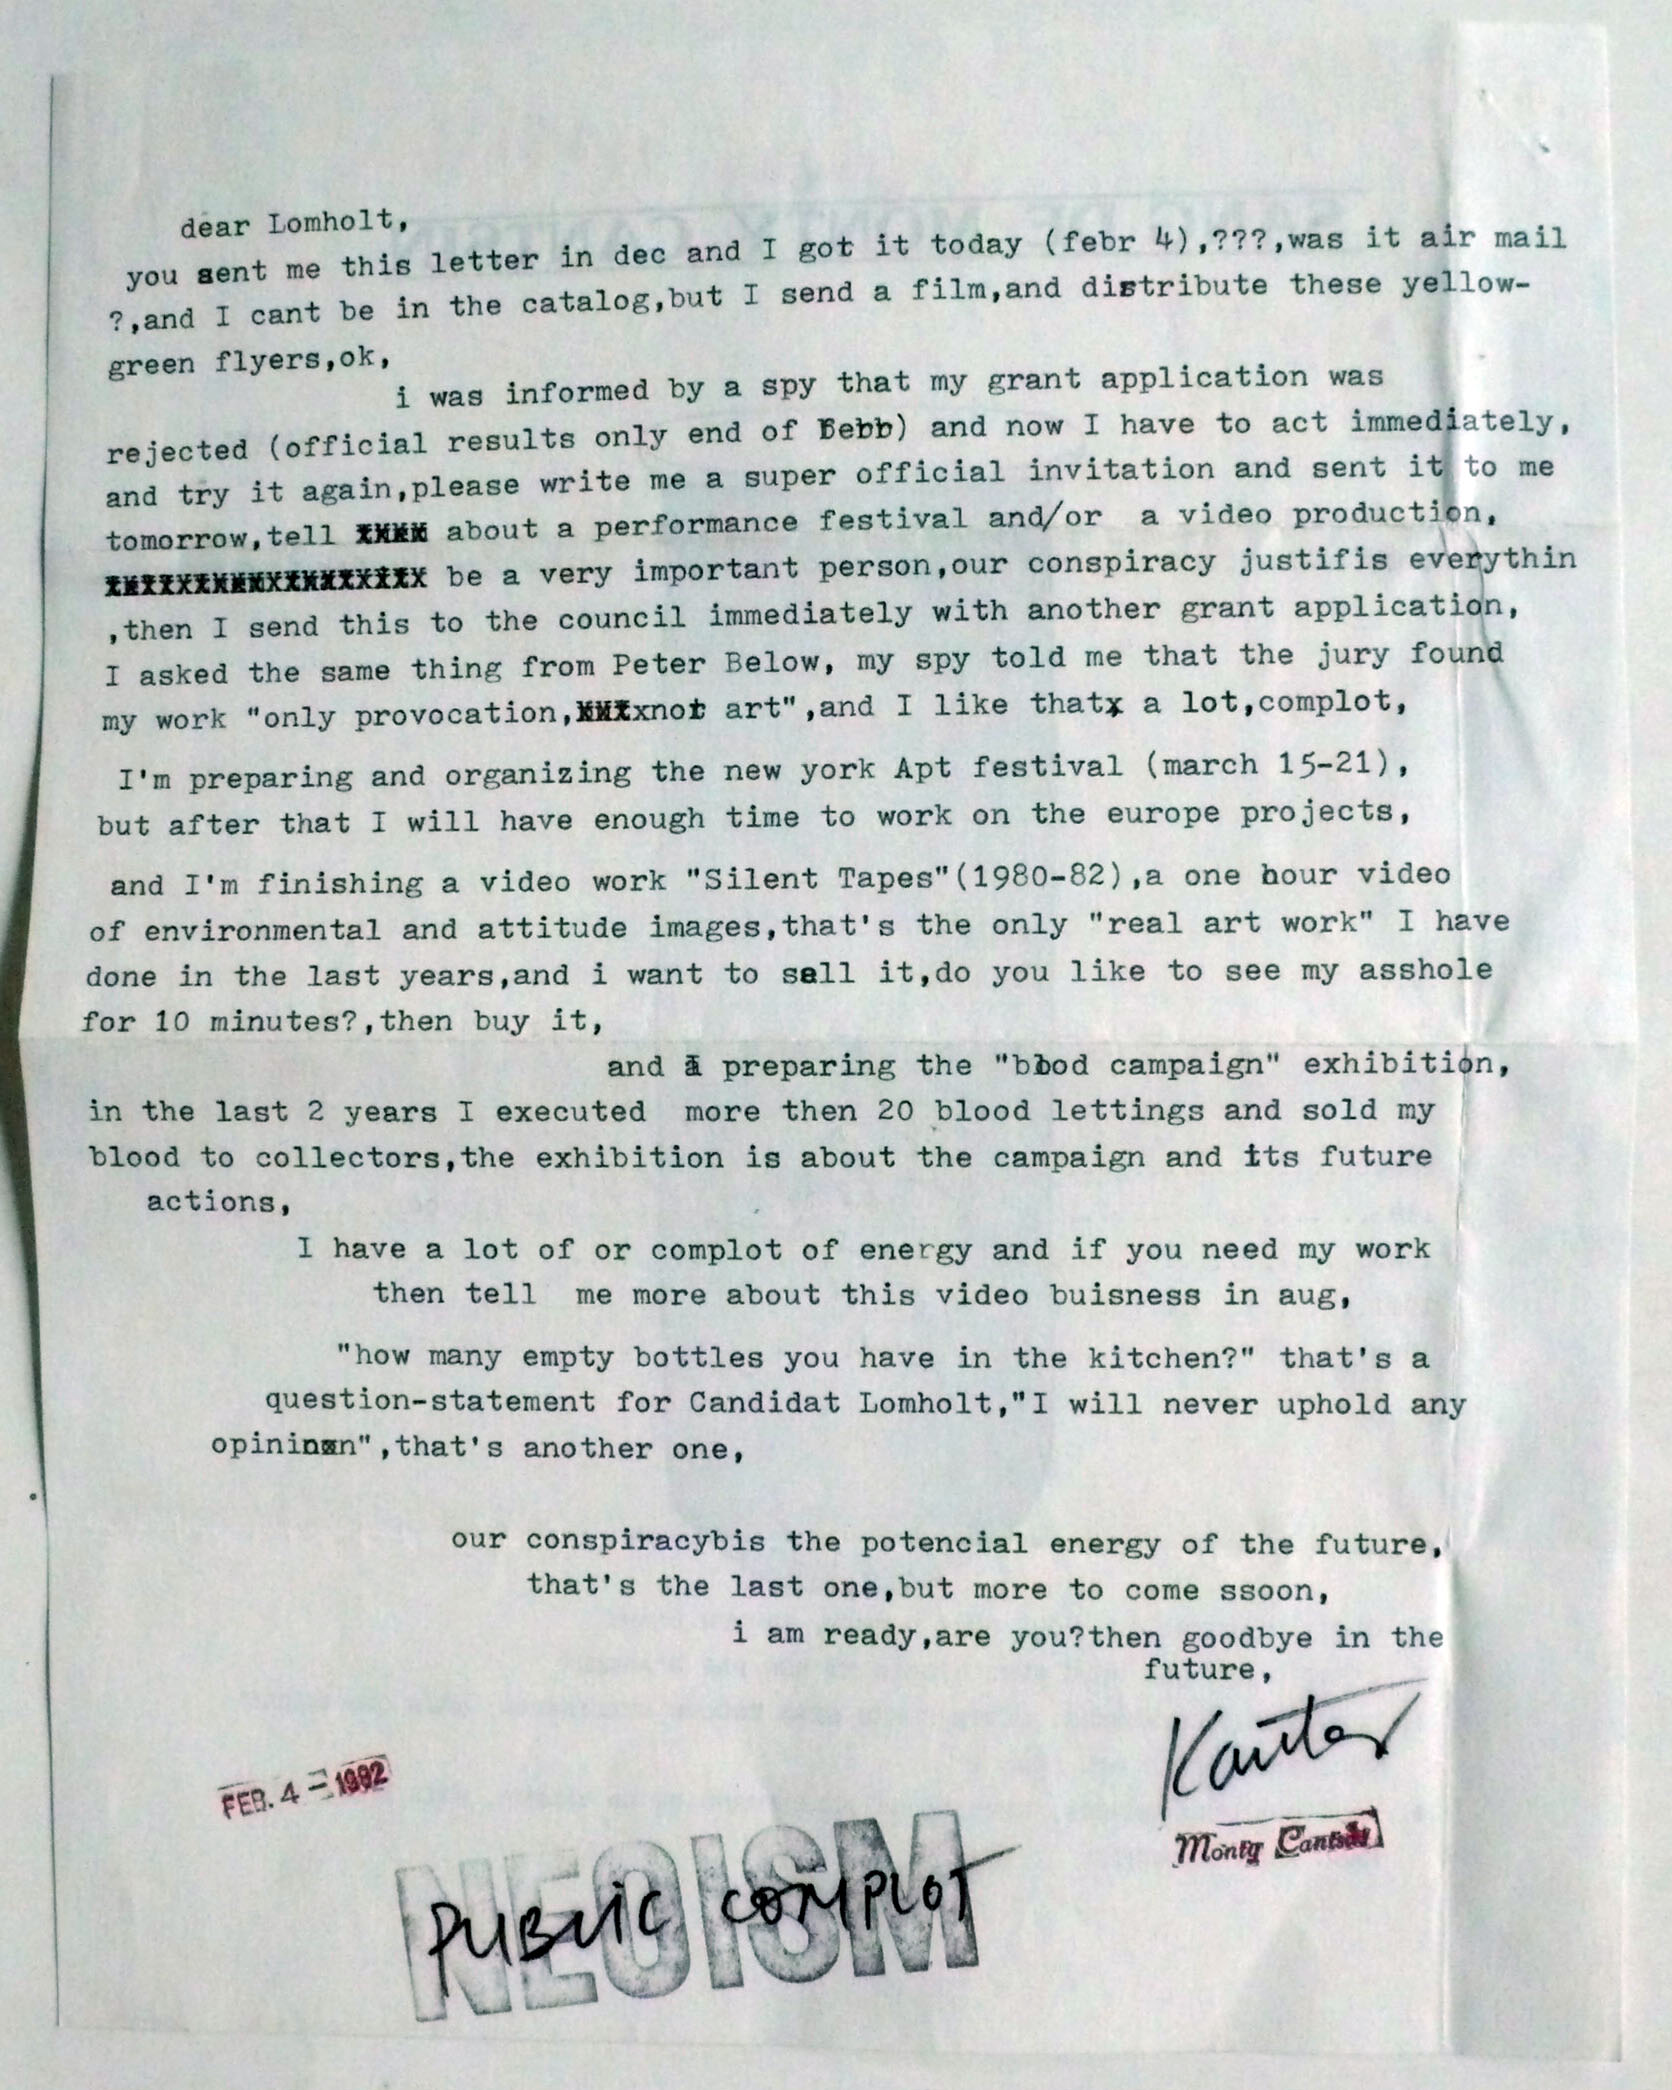 dear Lomholt,
you sent me this letter in dec and I got it today (febr 4),???,was it air mail
?,and I cant be in the catalog,but I send a film,and distribute these yellow-
green flyers,ok,
i was informed by a spy that my grant application was
rejected (official results only end of Bebb) and now I have to act immediately,
and try it again,please write me a super official invitation and sent it to me
tomorrow,tell about a performance festival and/or a video production,
be a very important person,our conspiracy justifis everythin
,then I send this to the council immediately with another grant application,
I asked the same thing from Peter Below, my spy told me that the jury found
my work "only provocation,xnot art",and I like thatx a lot,complot,
I'm preparing and organizing the new york Apt festival (march 15-21),
but after that I will have enough time to work on the europe projects,
and I'm finishing a video work "Silent Tapes"(1980-82),a one hour video
of environmental and attitude images,that's the only "real art work" I have
done in the last years,and i want to sell it,do you like to see my asshole
for 10 minutes?,then buy it,
and preparing the "blood campaign" exhibition,
in the last 2 years I executed more then 20 blood lettings and sold my
blood to collectors,the exhibition is about the campaign and its future
actions,
I have a lot of or complot of energy and if you need my work
then tell me more about this video buisness in aug,
"how many empty bottles you have in the kitchen?" that's a
question-statement for Candidat Lomholt,"I will never uphold any
opininon",that's another one,
our conspiracybis the potencial energy of the future,
that's the last one,but more to come ssoon,
i am ready,are you?then goodbye in the
future,
Kantor
Monty Cantsin
FEB. 4 - 1982
NEOISM
PUBLIC COMPLOT